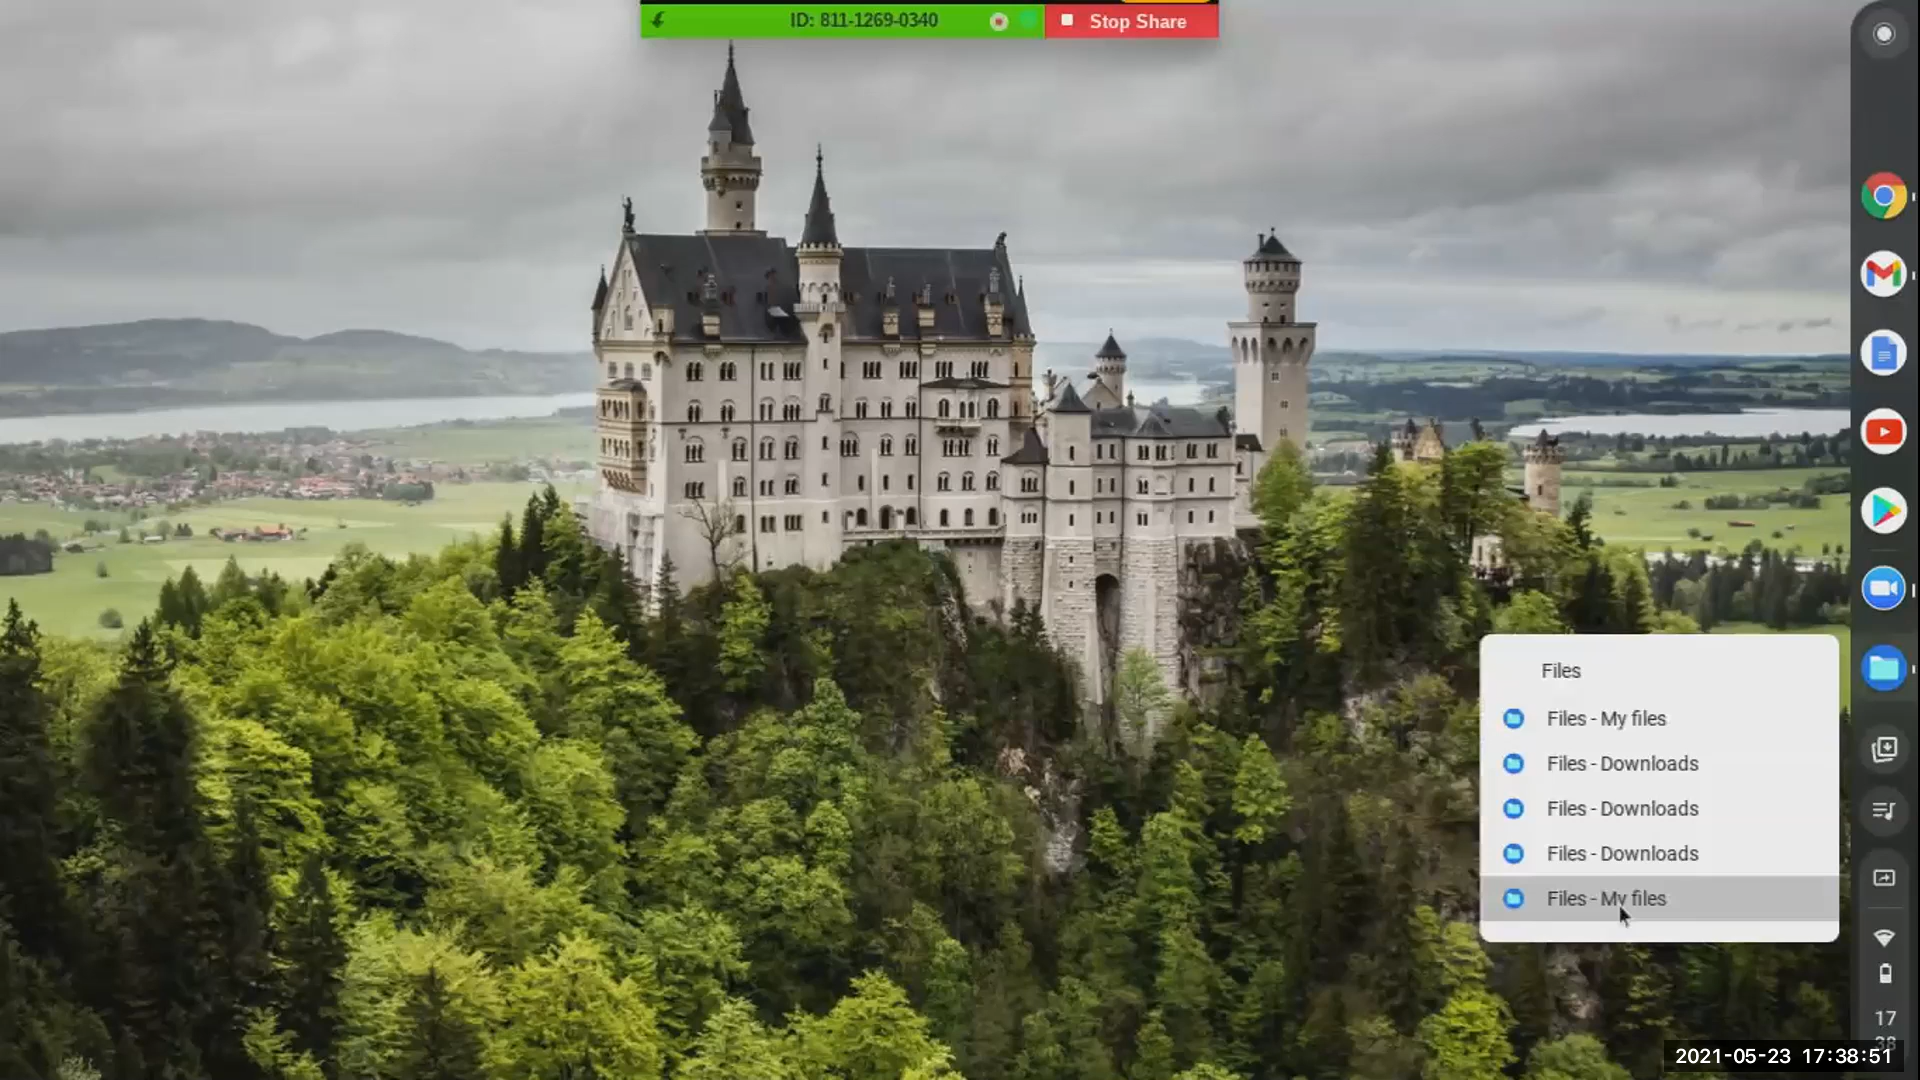 ID: 811-1269-0340
Stop Share
Files
Files - My files
Files - Downloads
Files - Downloads
Files - Downloads
Files - My files
17
38
2021-05-23 17:38:51